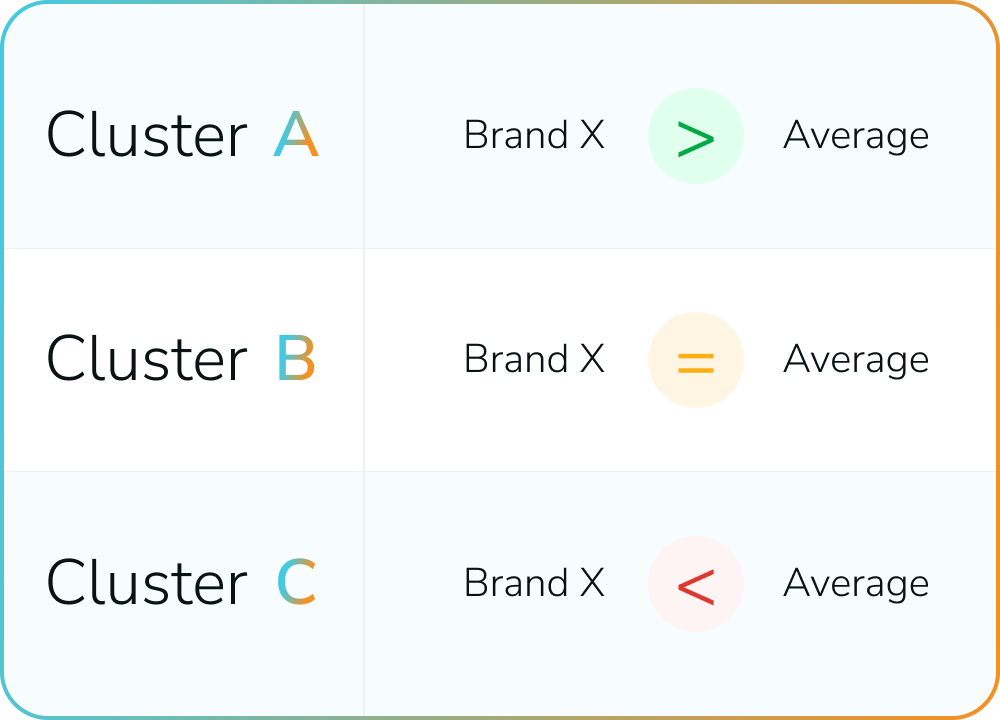 Cluster A Brand X > Average
Cluster B Brand X = Average
Cluster C Brand X < Average